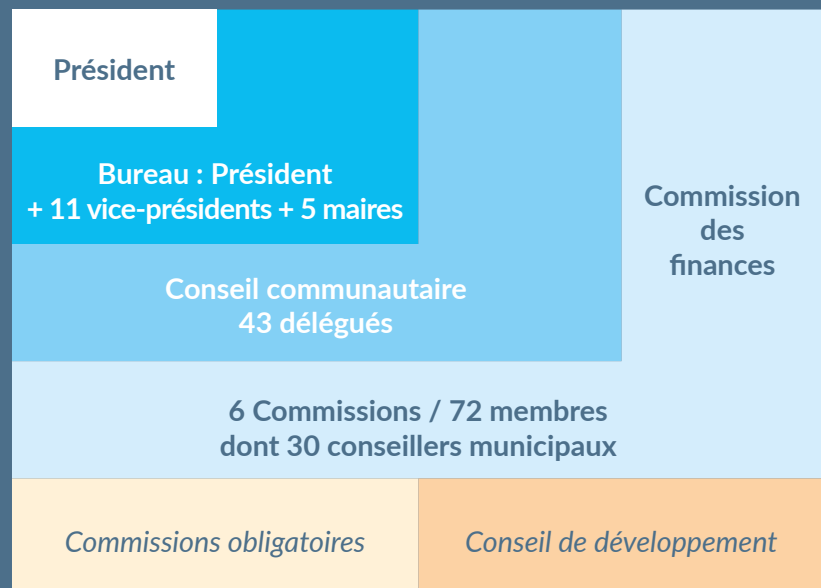 Président
Bureau : Président
+ 11 vice-présidents + 5 maires
Commission
des
finances
Conseil communautaire
43 délégués
6 Commissions / 72 membres
dont 30 conseillers municipaux
Commissions obligatoires
Conseil de développement